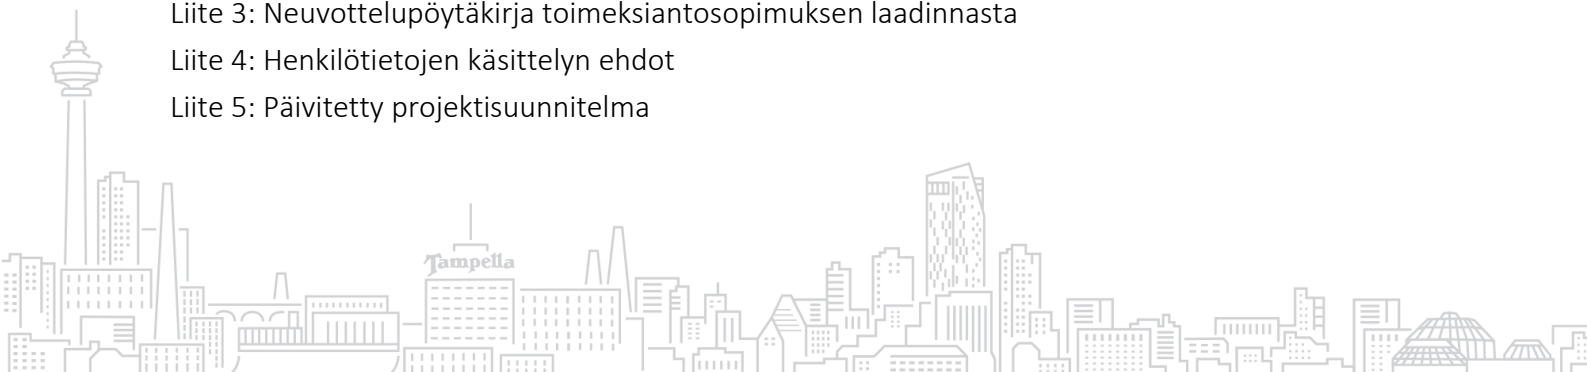 Liite 3: Neuvottelupöytäkirja toimeksiantosopimuksen laadinnasta
Liite 4: Henkilötietojen käsittelyn ehdot
Liite 5: Päivitetty projektisuunnitelma
Tampella